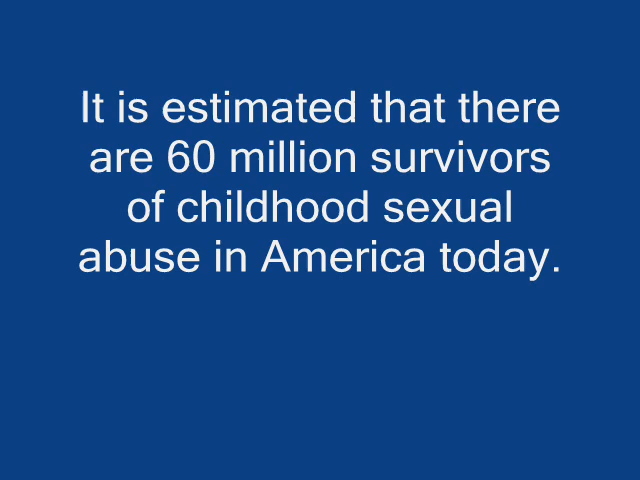 It is estimated that there
are 60 million survivors
of childhood sexual
abuse in America today.